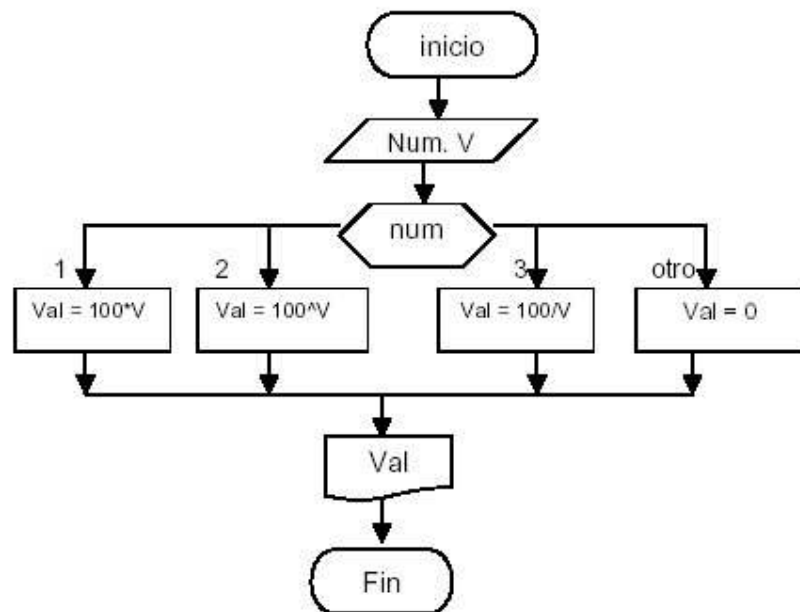 inicio
Num. V
num
1
2
3
otro
Val = 100*V
Val = 100^V
Val = 100/V
Val = 0
Val
Fin